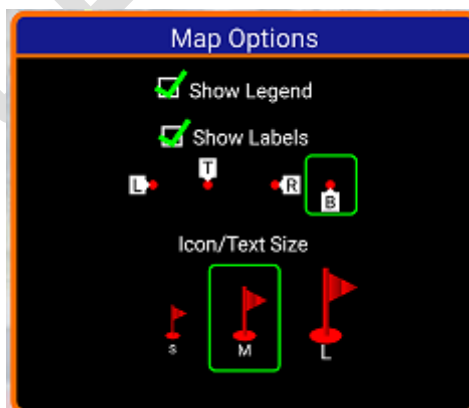 Map Options
Show Legend
Show Labels
L T R B
Icon/Text Size
S M L